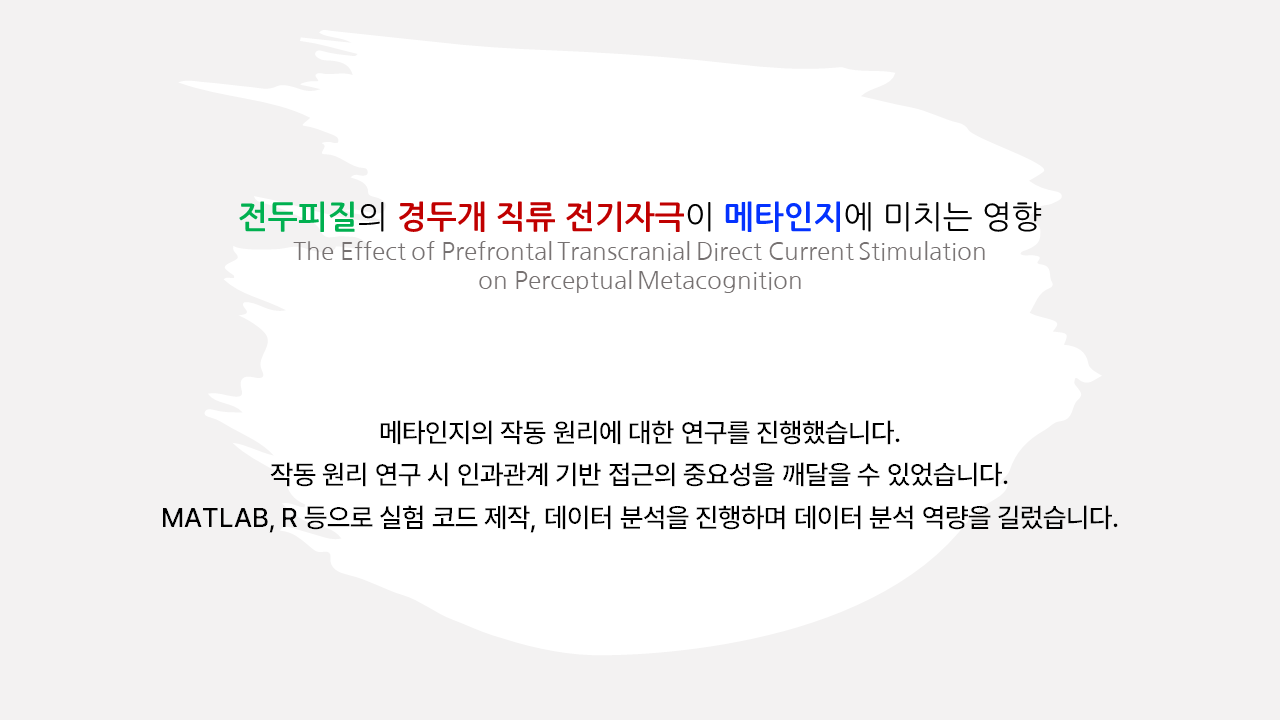 전두피질의 경두개 직류 전기자극이 메타인지에 미치는 영향
The Effect of Prefrontal Transcranial Direct Current Stimulation
on Perceptual Metacognition
메타인지의 작동 원리에 대한 연구를 진행했습니다.
작동 원리 연구 시 인과관계 기반 접근의 중요성을 깨달을 수 있었습니다.
MATLAB, R 등으로 실험 코드 제작, 데이터 분석을 진행하며 데이터 분석 역량을 길렀습니다.